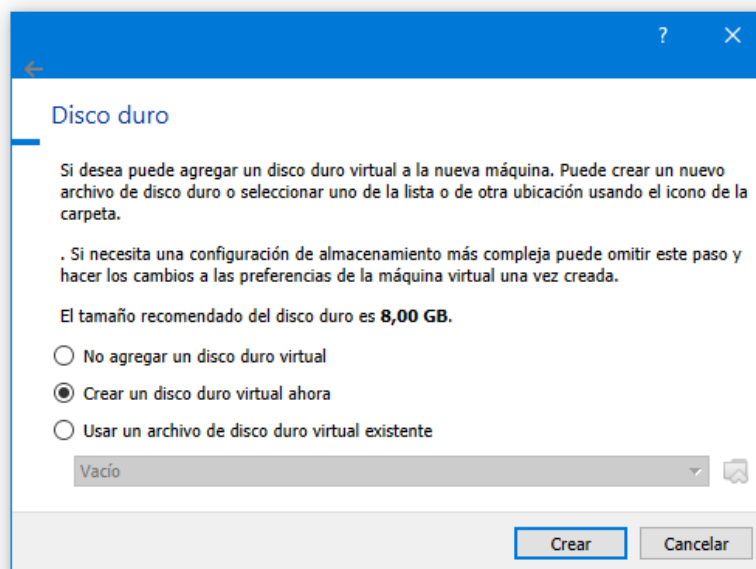 ?
Disco duro
Si desea puede agregar un disco duro virtual a la nueva máquina. Puede crear un nuevo
archivo de disco duro o seleccionar uno de la lista o de otra ubicación usando el icono de la
carpeta.
. Si necesita una configuración de almacenamiento más compleja puede omitir este paso y
hacer los cambios a las preferencias de la máquina virtual una vez creada.
El tamaño recomendado del disco duro es 8,00 GB.
No agregar un disco duro virtual
Crear un disco duro virtual ahora
Usar un archivo de disco duro virtual existente
Vacío
Crear Cancelar